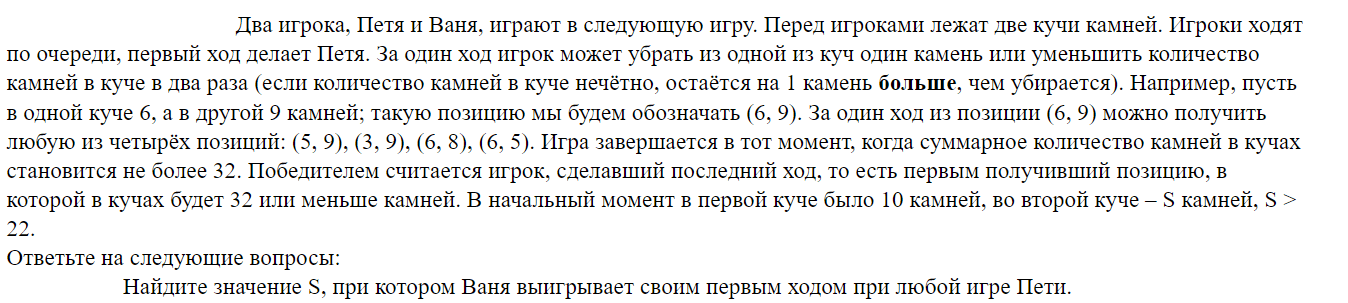 Два игрока, Петя и Ваня, играют в следующую игру. Перед игроками лежат две кучи камней. Игроки ходят
по очереди, первый ход делает Петя. За один ход игрок может убрать из одной из куч один камень или уменьшить количество
камней в куче в два раза (если количество камней в куче нечётно, остаётся на 1 камень больше, чем убирается). Например, пусть
в одной куче 6, а в другой 9 камней; такую позицию мы будем обозначать (6, 9). За один ход из позиции (6, 9) можно получить
любую из четырёх позиций: (5, 9), (3, 9), (6, 8), (6, 5). Игра завершается в тот момент, когда суммарное количество камней в кучах
становится не более 32. Победителем считается игрок, сделавший последний ход, то есть первым получивший позицию, в
которой в кучах будет 32 или меньше камней. В начальный момент в первой куче было 10 камней, во второй куче – S камней, S >
22.
Ответьте на следующие вопросы:
Найдите значение S, при котором Ваня выигрывает своим первым ходом при любой игре Пети.